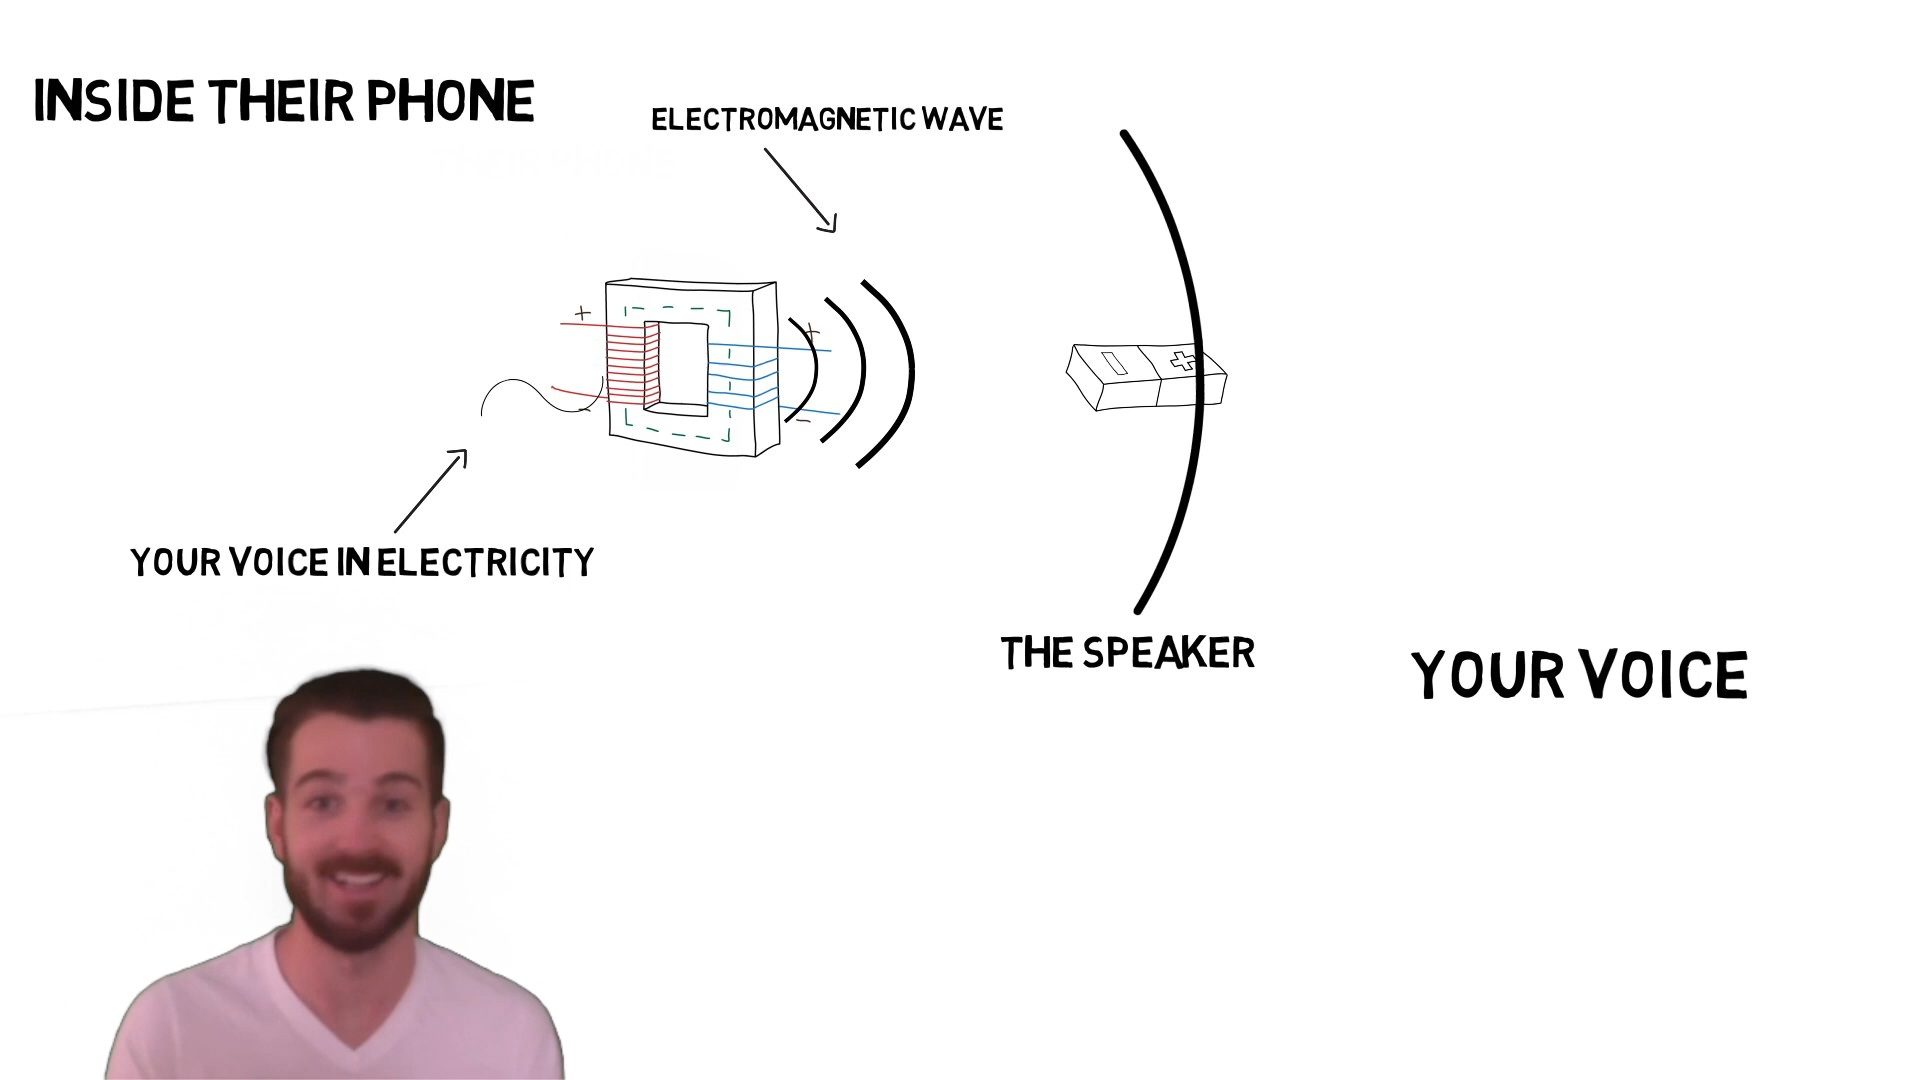 INSIDE THEIR PHONE
ELECTROMAGNETIC WAVE
+
+
-
-
YOUR VOICE IN ELECTRICITY
THE SPEAKER
YOUR VOICE